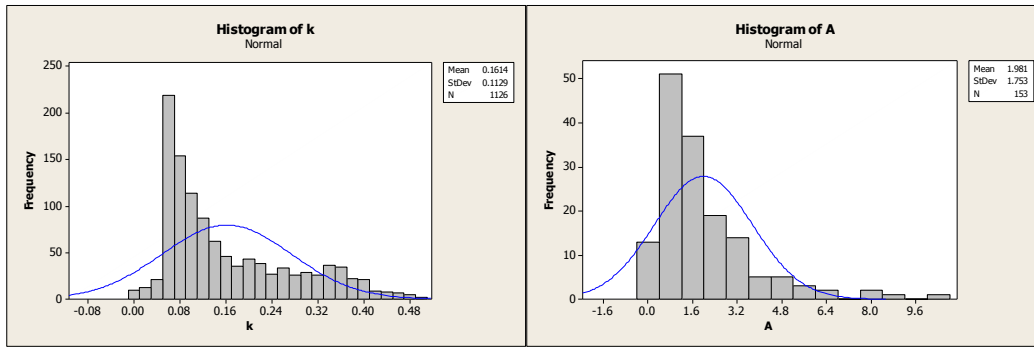 Histogram of k
Normal
250
200
150
100
50
0
Frequency
-0.08 0.00 0.08 0.16 0.24 0.32 0.40 0.48
k
Mean 0.1614
StDev 0.1129
N 1126
Histogram of A
Normal
50
40
30
20
10
0
Frequency
-1.6 0.0 1.6 3.2 4.8 6.4 8.0 9.6
A
Mean 1.981
StDev 1.753
N 153